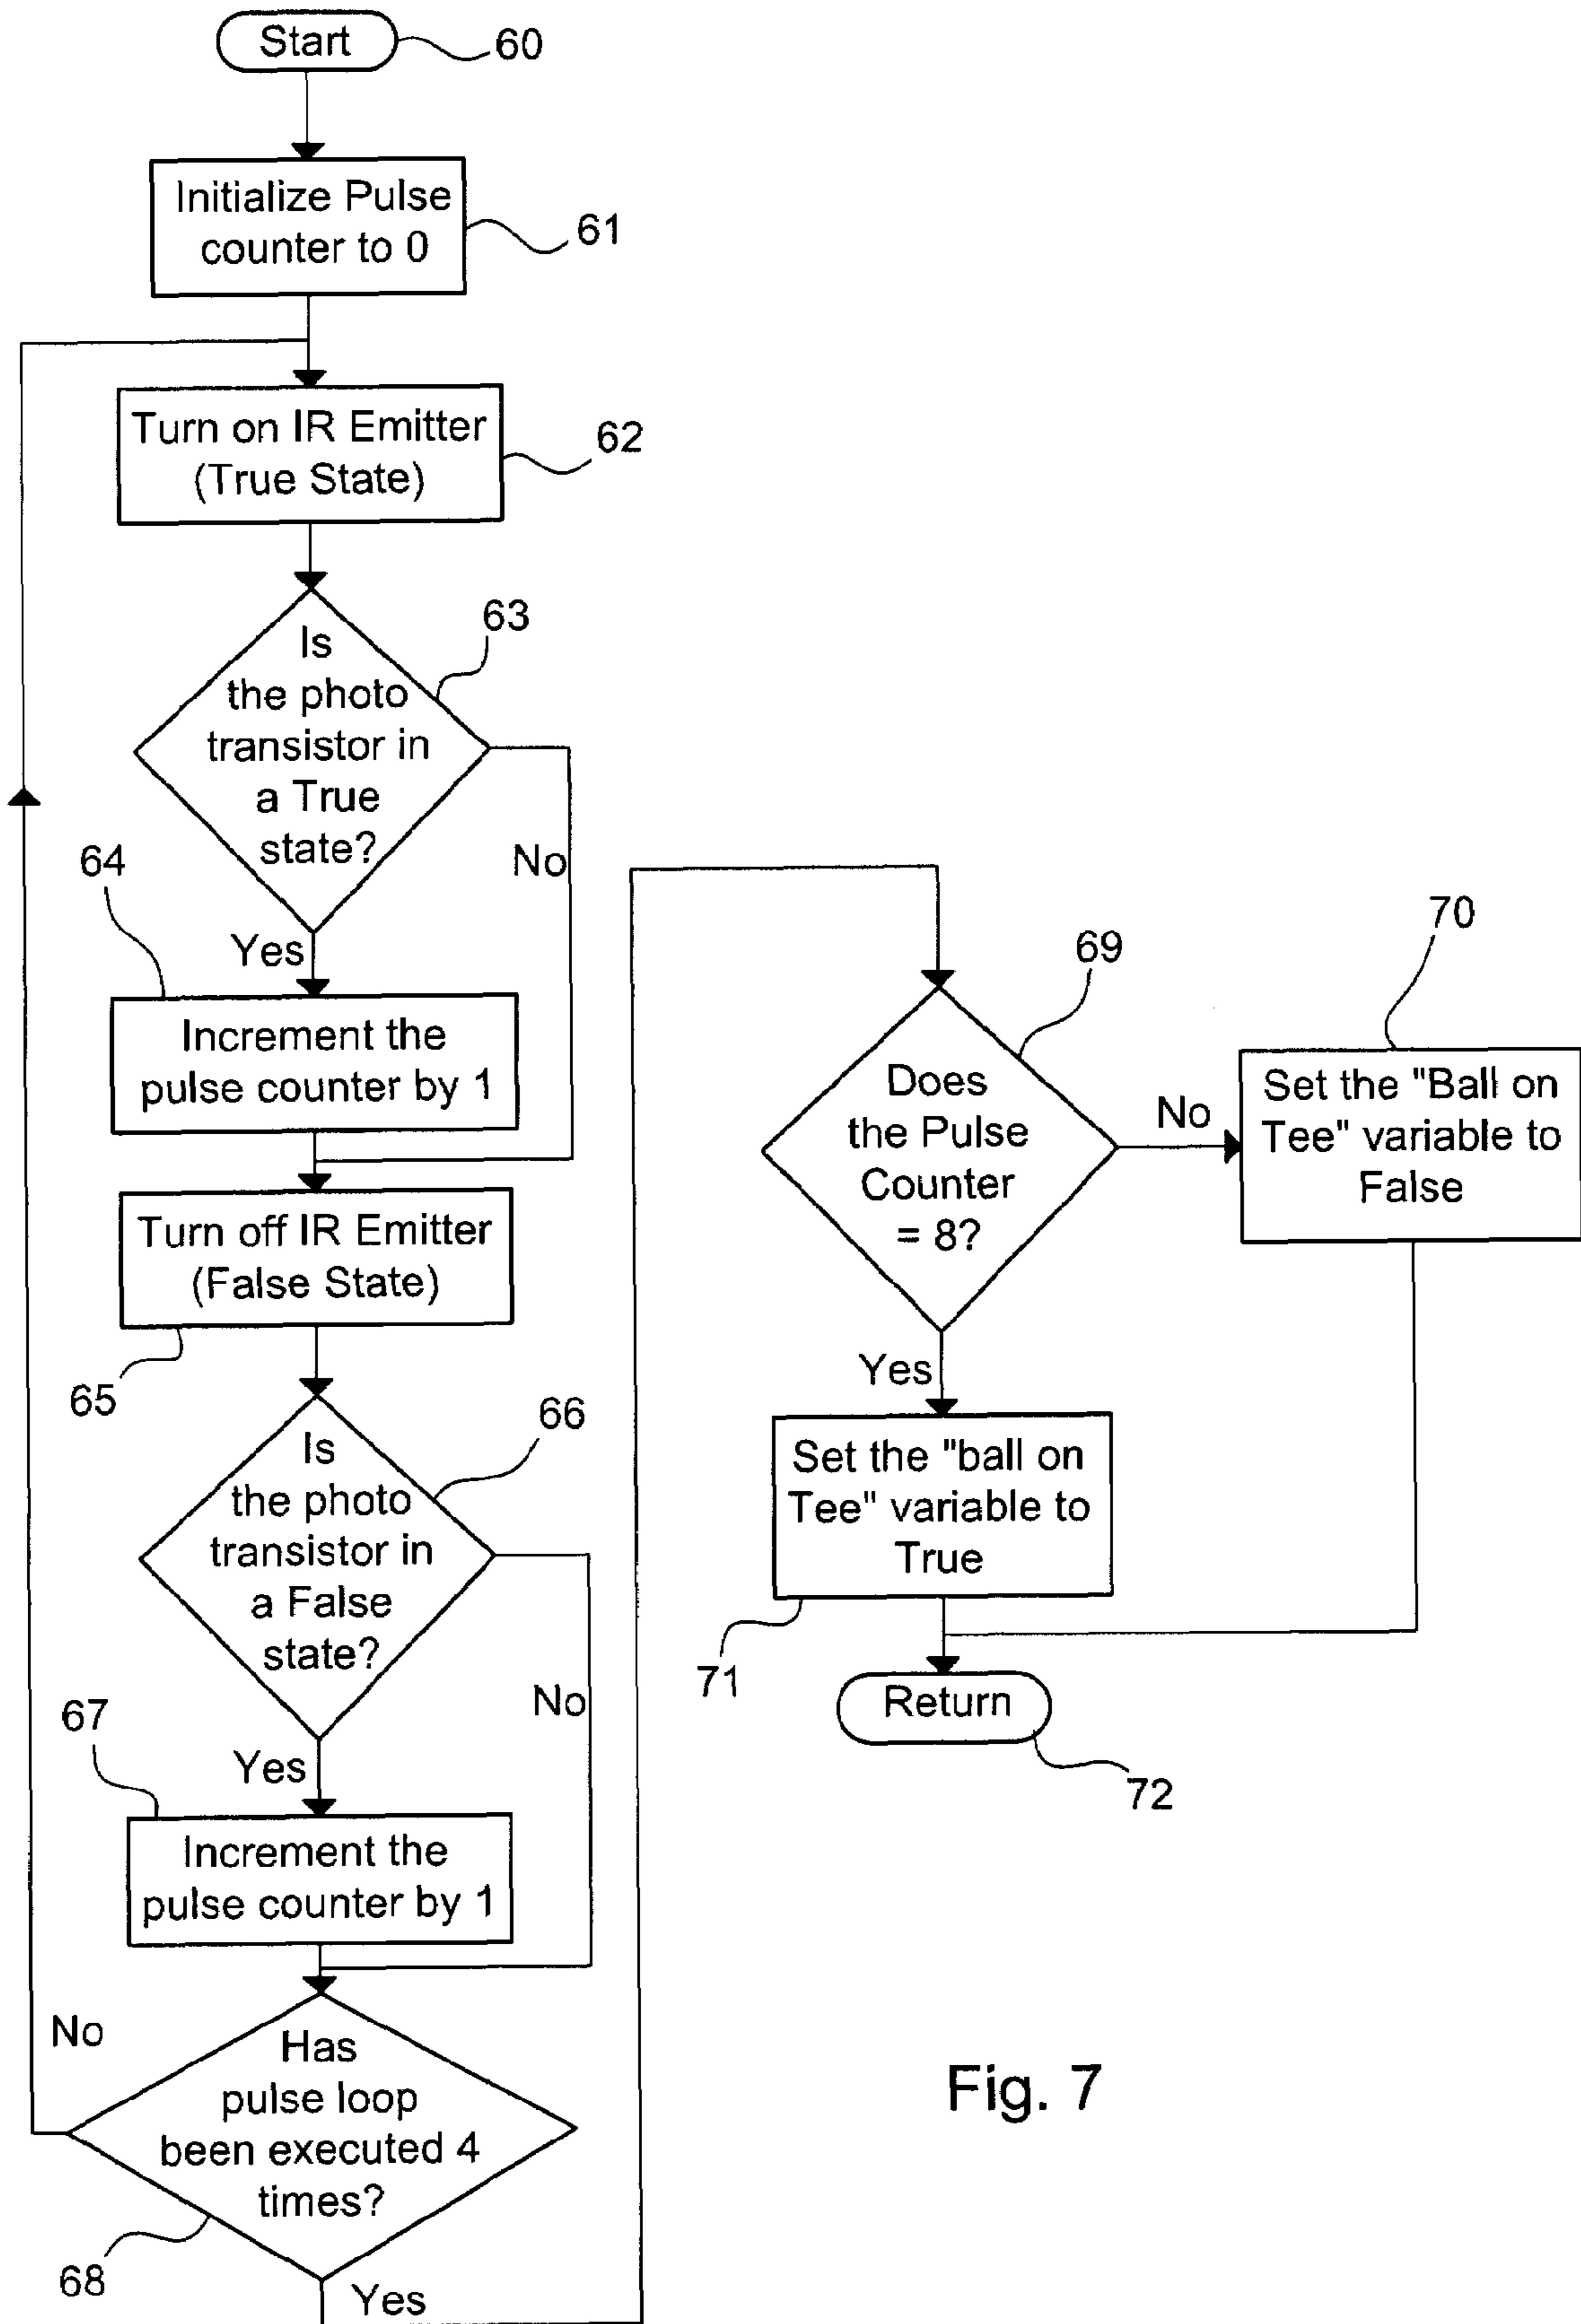 Start
60
Initialize Pulse
counter to 0
61
Turn on IR Emitter
(True State)
62
Is
the photo
transistor in
a True
state?
63
No
Yes
64
Increment the
pulse counter by 1
Turn off IR Emitter
(False State)
65
Is
the photo
transistor in
a False
state?
66
No
Yes
67
Increment the
pulse counter by 1
Has
pulse loop
been executed 4
times?
No
68
Yes
Does
the Pulse
Counter
= 8?
69
No
70
Set the "Ball on
Tee" variable to
False
Yes
Set the "ball on
Tee" variable to
True
71
Return
72
Fig. 7